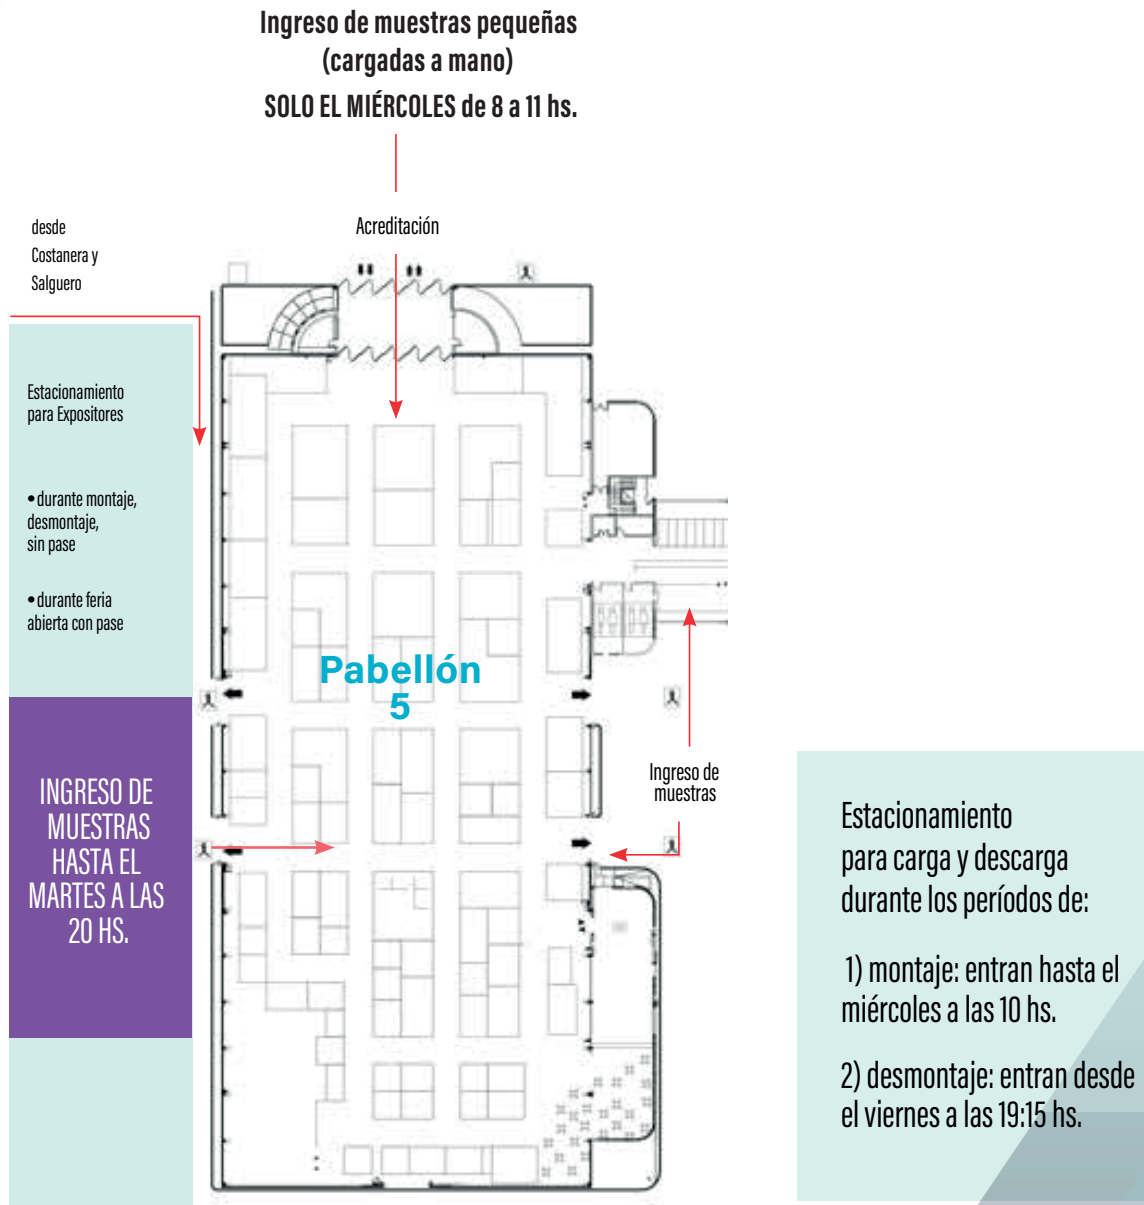 Ingreso de muestras pequeñas
(cargadas a mano)
SOLO EL MIÉRCOLES de 8 a 11 hs.
Acreditación
desde
Costanera y
Salguero
Estacionamiento
para Expositores
• durante montaje,
desmontaje,
sin pase
• durante feria
abierta con pase
Pabellón
5
INGRESO DE
MUESTRAS
HASTA EL
MARTES A LAS
20 HS.
Ingreso de
muestras
Estacionamiento
para carga y descarga
durante los períodos de:
1) montaje: entran hasta el
miércoles a las 10 hs.
2) desmontaje: entran desde
el viernes a las 19:15 hs.